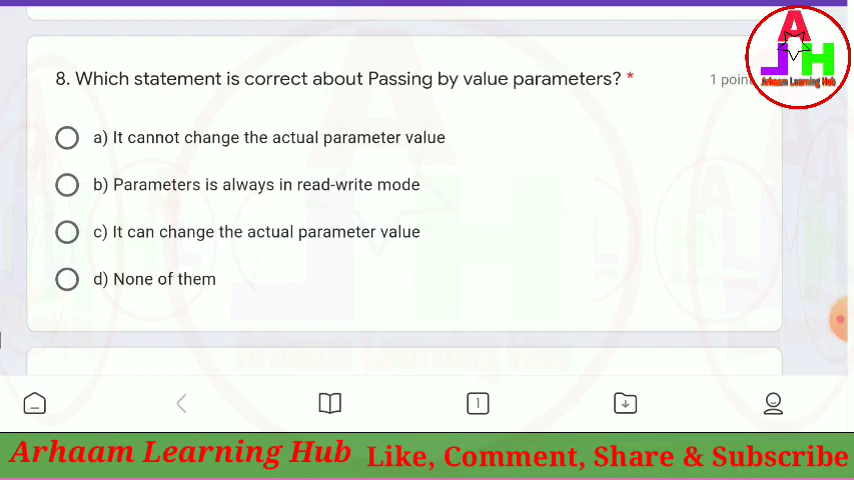 8. Which statement is correct about Passing by value parameters? *
1 poin
a) It cannot change the actual parameter value
b) Parameters is always in read-write mode
c) It can change the actual parameter value
d) None of them
A
J H
Arhaam Learning Hub
1
Arhaam Learning Hub Like, Comment, Share & Subscribe